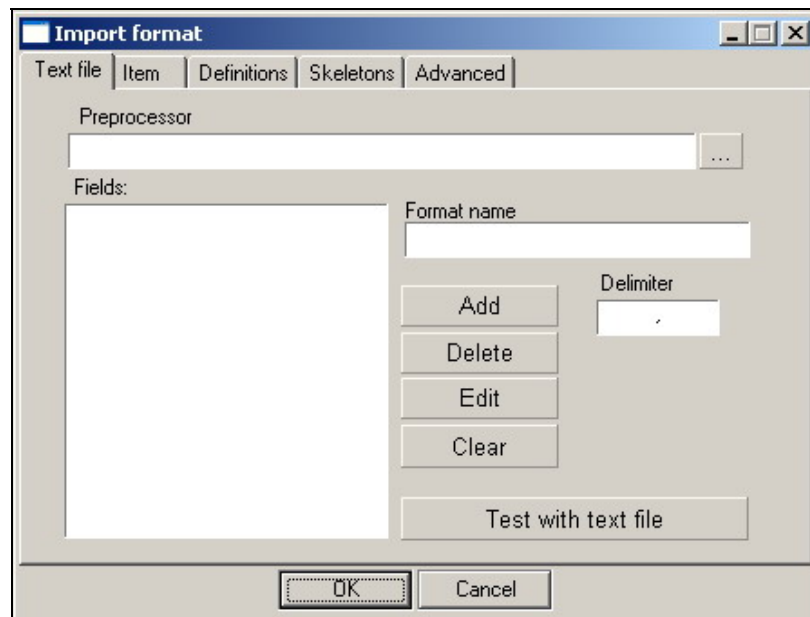 Import format
Text file Item Definitions Skeletons Advanced
Preprocessor
...
Fields:
Format name
Delimiter
,
Add
Delete
Edit
Clear
Test with text file
OK Cancel